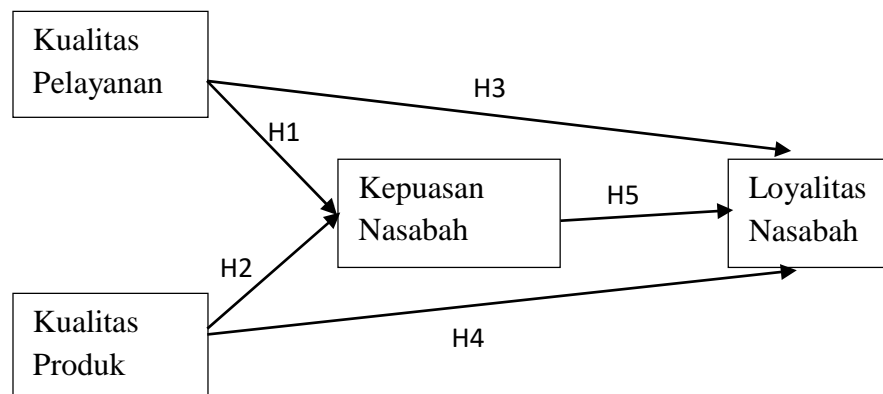 Kualitas
Pelayanan
H3
H1
Kepuasan
Nasabah
H5
Loyalitas
Nasabah
H2
Kualitas
Produk
H4